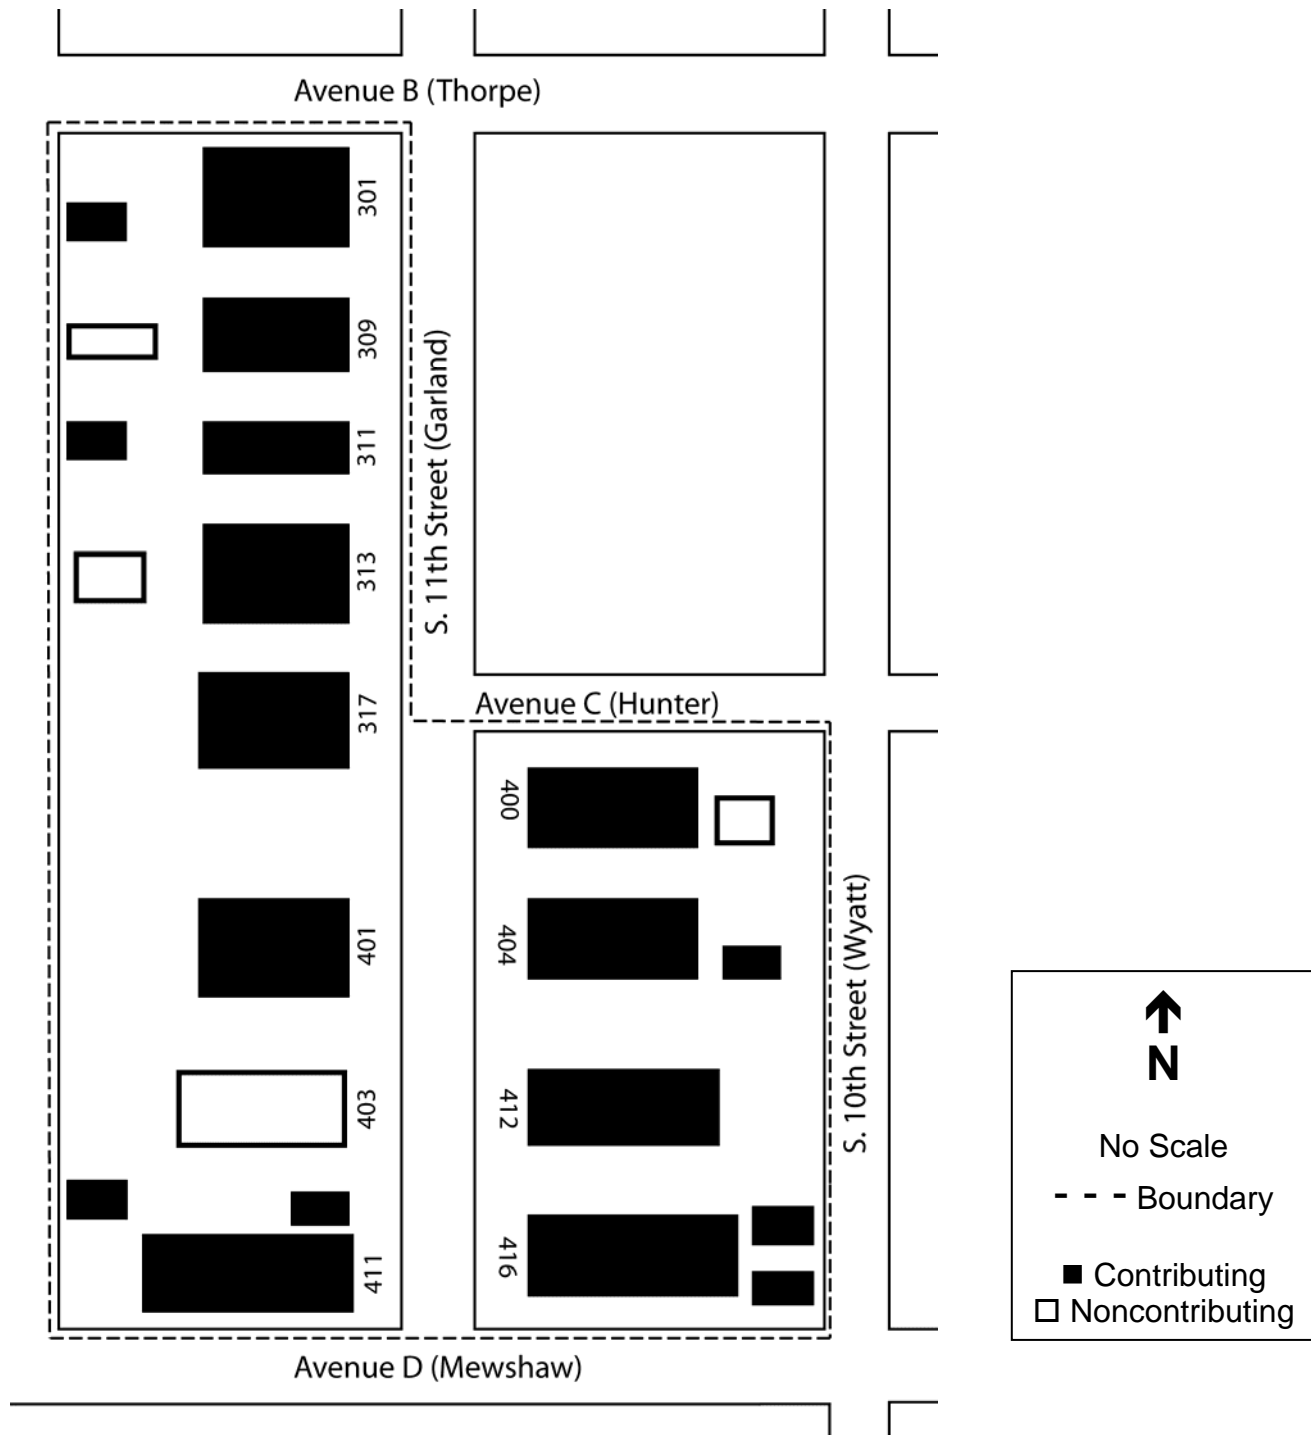 Avenue B (Thorpe)
301
309
311
313
317
S. 11th Street (Garland)
Avenue C (Hunter)
400
401
404
403
412
411
416
S. 10th Street (Wyatt)
Avenue D (Mewshaw)
N
No Scale
- - - Boundary
■ Contributing
□ Noncontributing